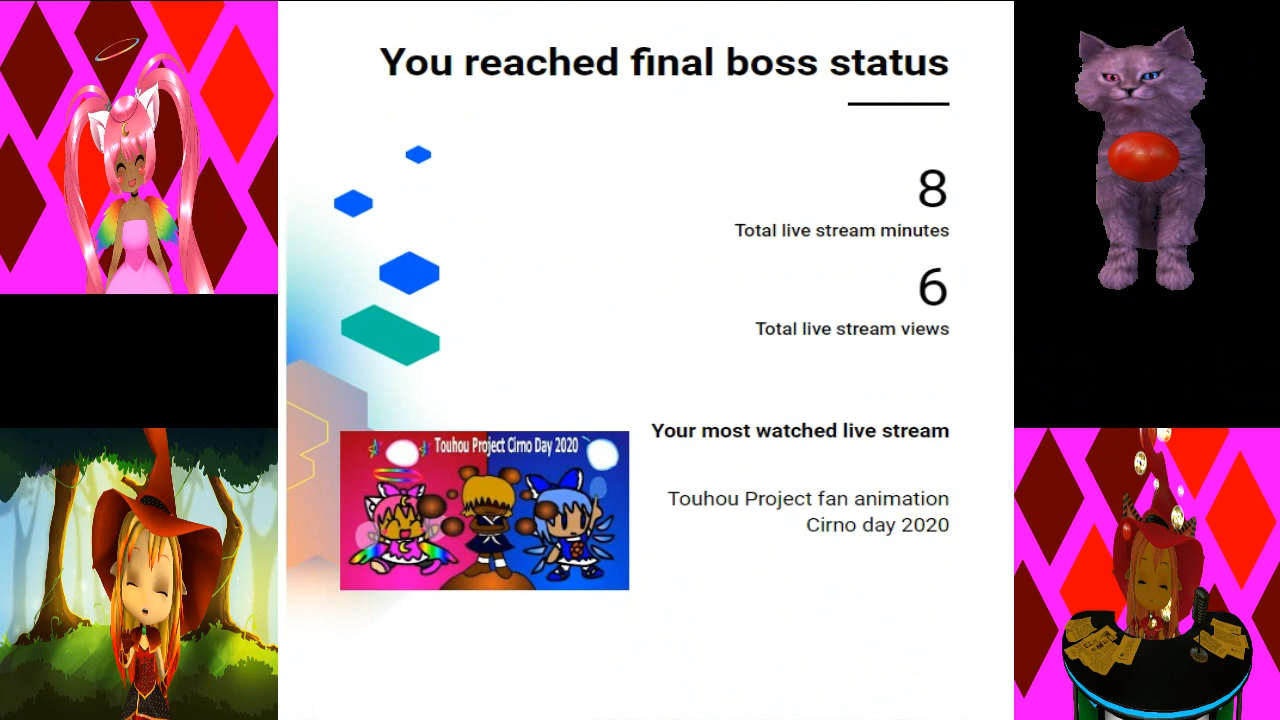 You reached final boss status
8
Total live stream minutes
6
Total live stream views
Your most watched live stream
Touhou Project Cirno Day 2020
Touhou Project fan animation
Cirno day 2020